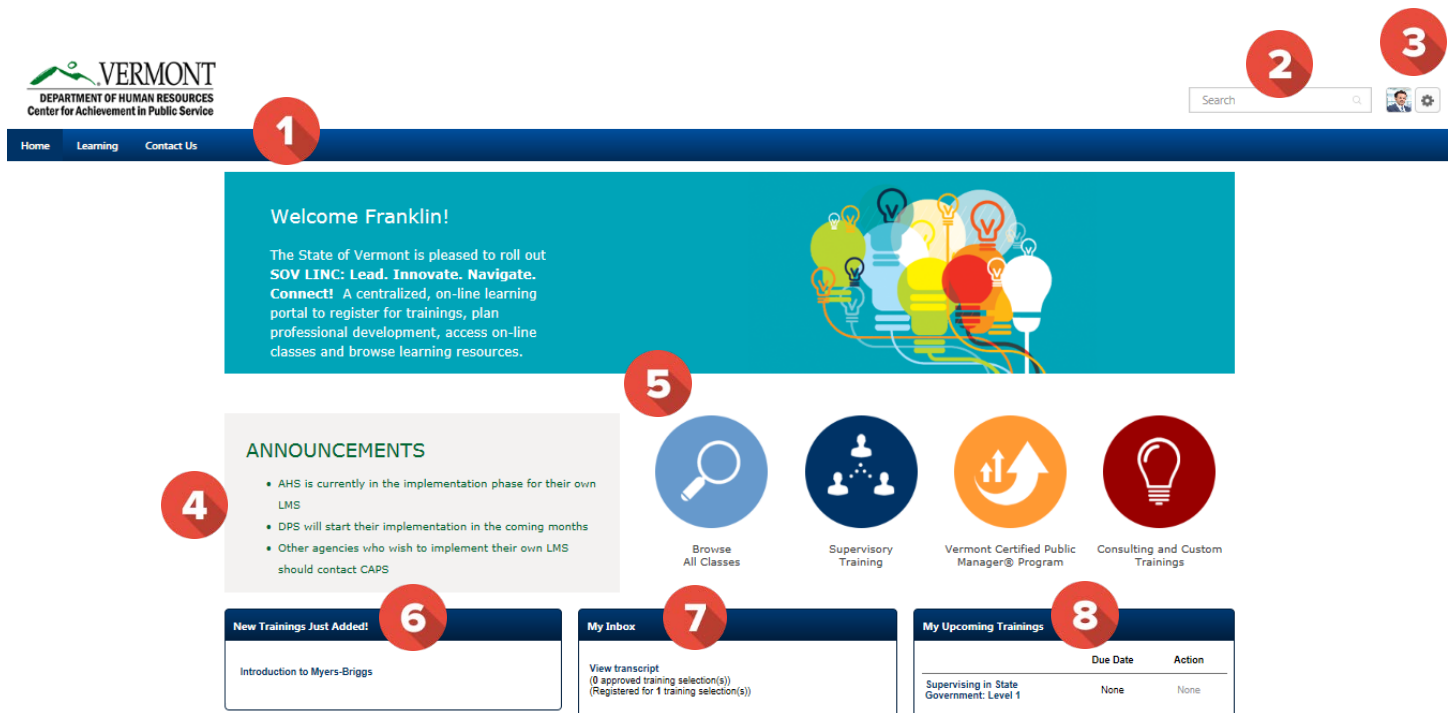 3
2
VERMONT
DEPARTMENT OF HUMAN RESOURCES
Center for Achievement in Public Service
Search
1
Home Learning Contact Us
Welcome Franklin!
The State of Vermont is pleased to roll out
SOV LINC: Lead. Innovate. Navigate.
Connect! A centralized, on-line learning
portal to register for trainings, plan
professional development, access on-line
classes and browse learning resources.
5
ANNOUNCEMENTS
• AHS is currently in the implementation phase for their own
LMS
• DPS will start their implementation in the coming months
• Other agencies who wish to implement their own LMS
should contact CAPS
4
Browse
All Classes
Supervisory
Training
Vermont Certified Public
Manager® Program
Consulting and Custom
Trainings
New Trainings Just Added!
6
Introduction to Myers-Briggs
My Inbox
7
View transcript
(0 approved training selection(s))
(Registered for 1 training selection(s))
My Upcoming Trainings
8
Due Date Action
Supervising in State
Government: Level 1
None None